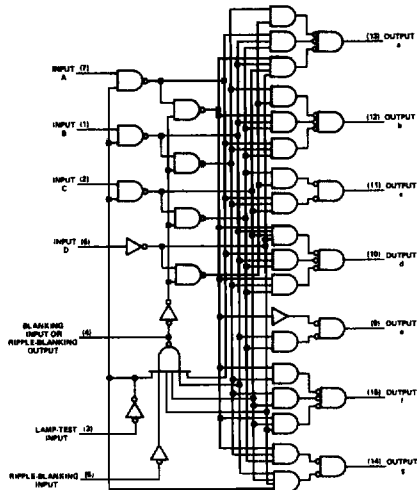 (13) OUTPUT
a
INPUT (7)
A
(12) OUTPUT
b
INPUT (1)
B
INPUT (2)
C
(11) OUTPUT
c
INPUT (6)
D
(10) OUTPUT
d
BLANKING
INPUT OR (4)
RIPPLE-BLANKING
OUTPUT
(9) OUTPUT
e
(15) OUTPUT
f
LAMP-TEST (3)
INPUT
(14) OUTPUT
g
RIPPLE-BLANKING (5)
INPUT